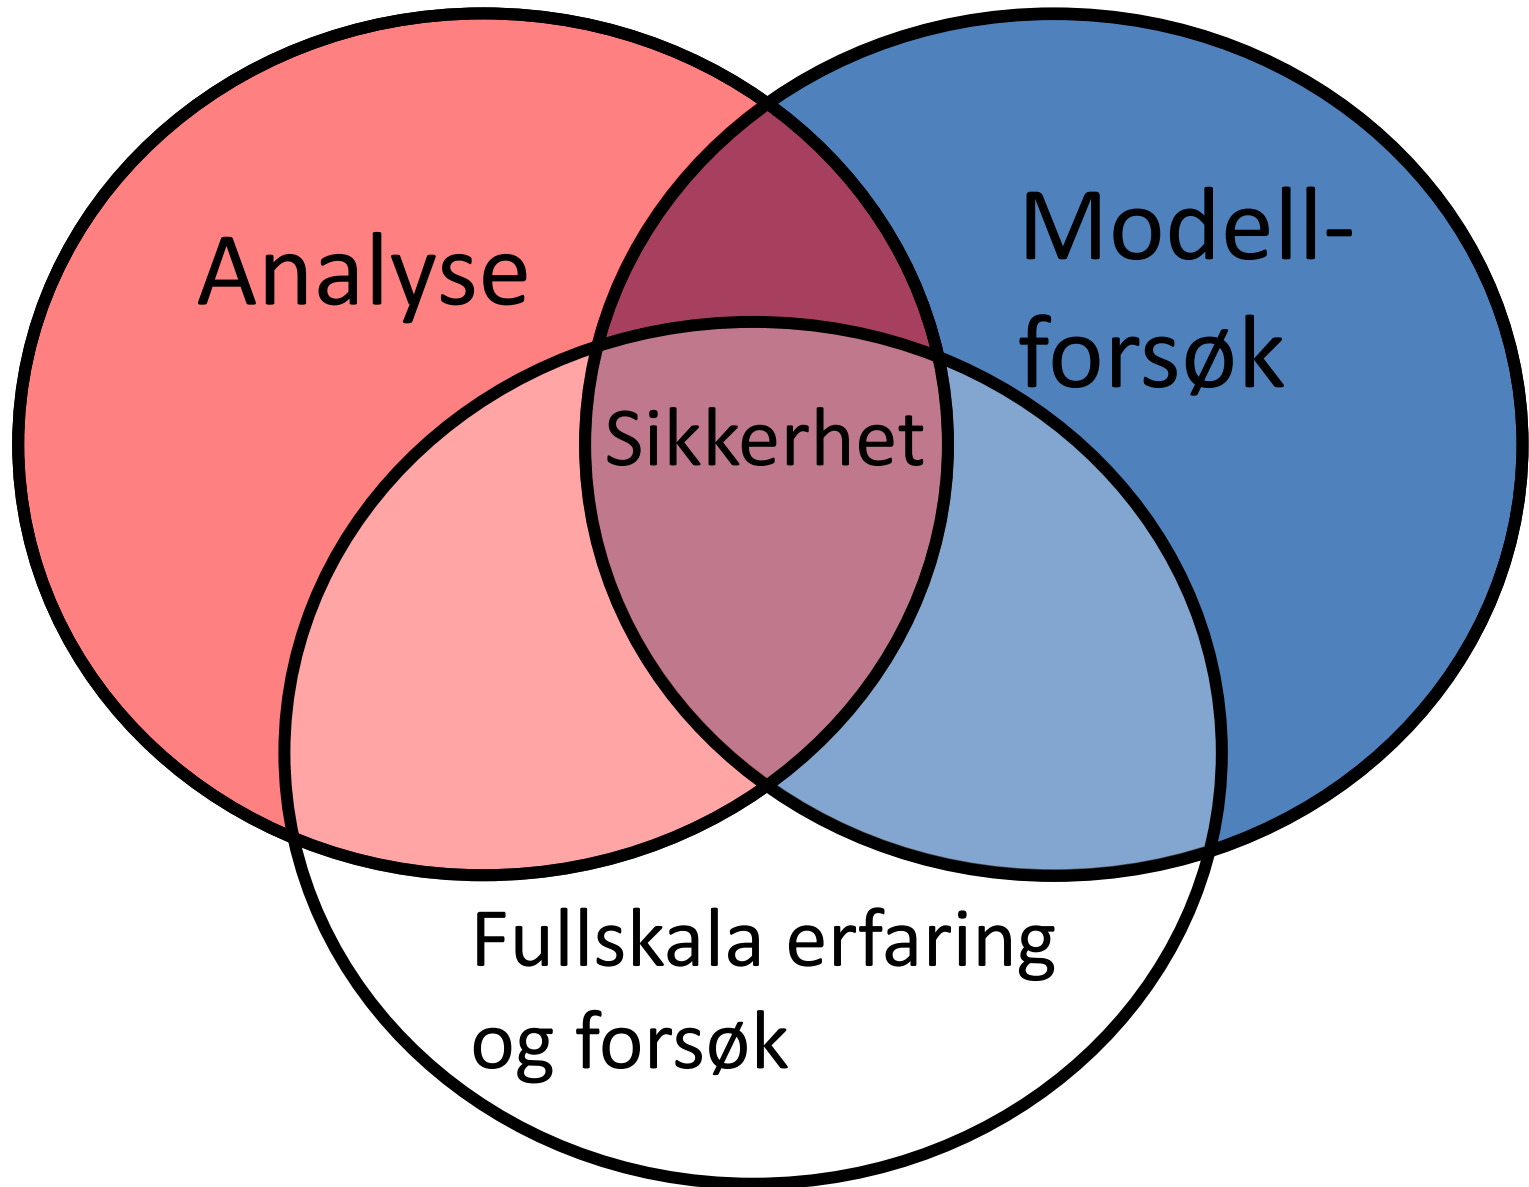 Analyse
Modell-
forsøk
Sikkerhet
Fullskala erfaring
og forsøk